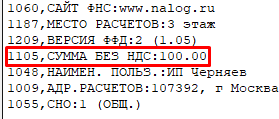 1060,САЙТ ФНС:www.nalog.ru
1187,МЕСТО РАСЧЕТОВ:3 этаж
1209,ВЕРСИЯ ФФД:2 (1.05)
1105,СУММА БЕЗ НДС:100.00
1048,НАИМЕН. ПОЛЬЗ.:ИП Черняев
1009,АДР.РАСЧЕТОВ:107392, г Москва
1055,СНО:1 (ОБЩ.)